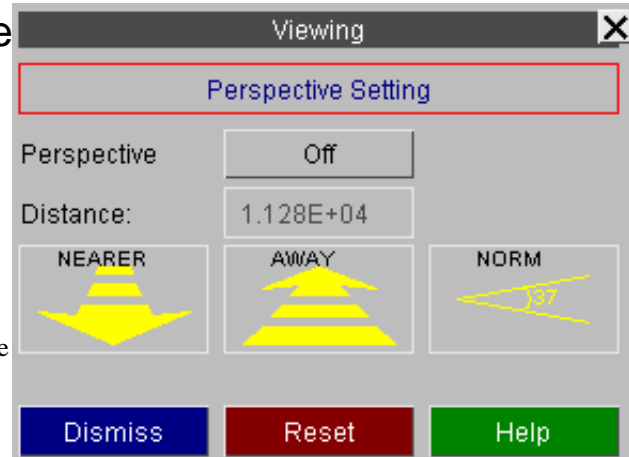 e
Viewing
X
Perspective Setting
Perspective Off
Distance: 1.128E+04
NEARER AWAY NORM
37
e
Dismiss Reset Help